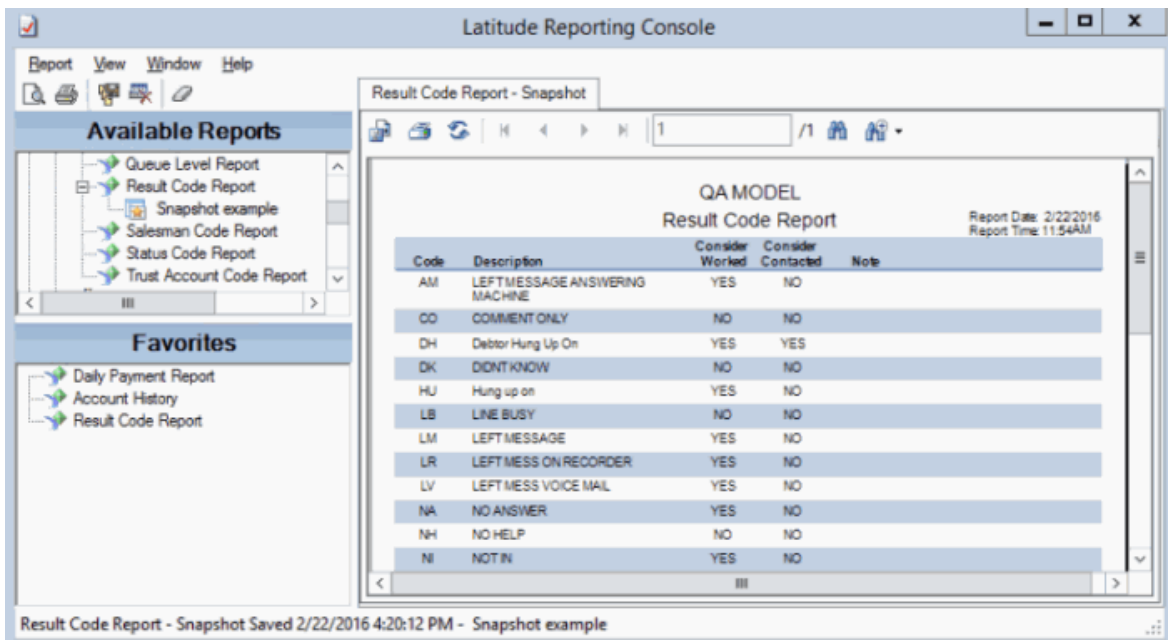 Latitude Reporting Console
Report View Window Help
Available Reports
Queue Level Report
Result Code Report
Snapshot example
Salesman Code Report
Status Code Report
Trust Account Code Report
Favorites
Daily Payment Report
Account History
Result Code Report
Result Code Report - Snapshot
1 /1
QA MODEL
Result Code Report
Report Date: 2/22/2016
Report Time: 11:54AM
Consider Consider
Code Description Worked Contacted Note
AM LEFT MESSAGE ANSWERING YES NO
MACHINE
CO COMMENT ONLY NO NO
DH Debtor Hung Up On YES YES
DK DIDNT KNOW NO NO
HU Hung up on YES NO
LB LINE BUSY NO NO
LM LEFT MESSAGE YES NO
LR LEFT MESS ON RECORDER YES NO
LV LEFT MESS VOICE MAIL YES NO
NA NO ANSWER YES NO
NH NO HELP NO NO
NI NOT IN YES NO
Result Code Report - Snapshot Saved 2/22/2016 4:20:12 PM - Snapshot example